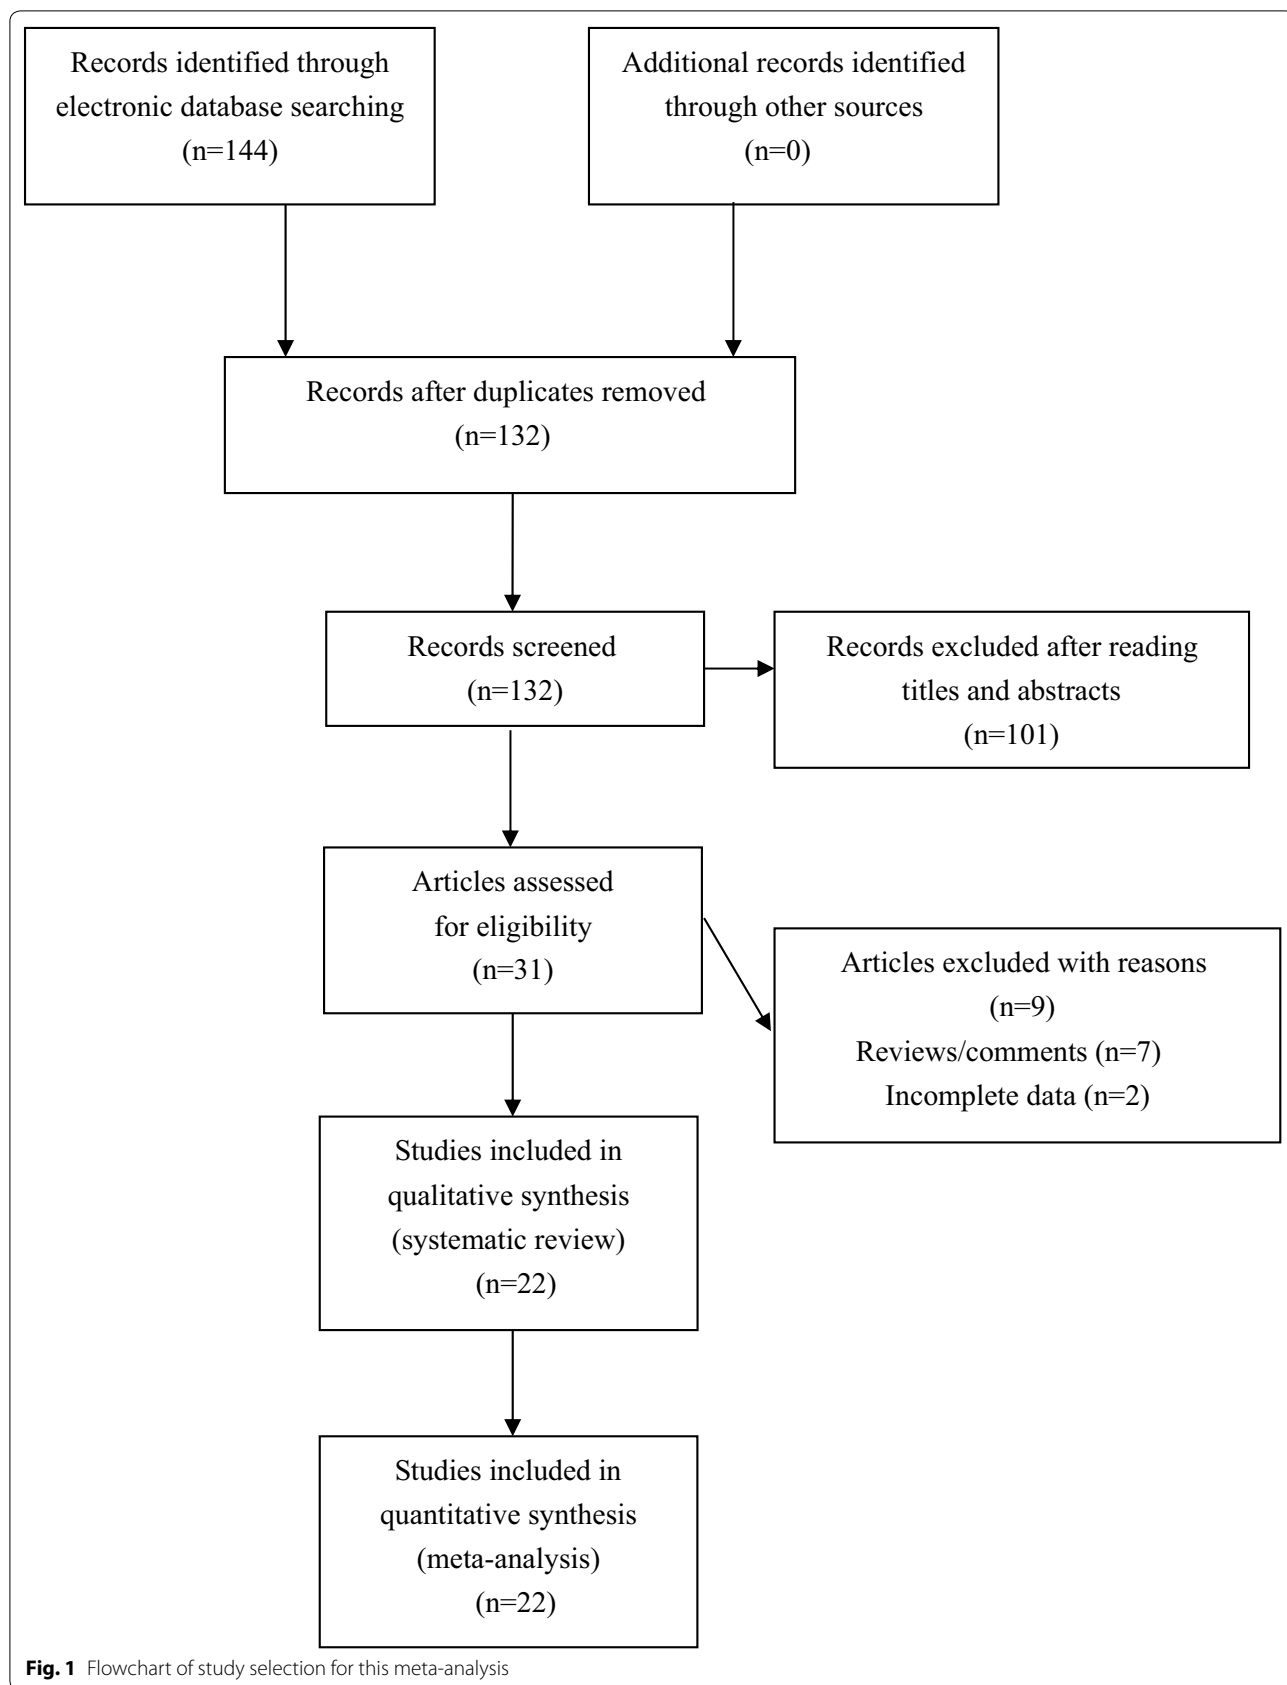 Records identified through
electronic database searching
(n=144)
Additional records identified
through other sources
(n=0)
Records after duplicates removed
(n=132)
Records screened
(n=132)
Records excluded after reading
titles and abstracts
(n=101)
Articles assessed
for eligibility
(n=31)
Articles excluded with reasons
(n=9)
Reviews/comments (n=7)
Incomplete data (n=2)
Studies included in
qualitative synthesis
(systematic review)
(n=22)
Studies included in
quantitative synthesis
(meta-analysis)
(n=22)
Fig. 1 Flowchart of study selection for this meta-analysis